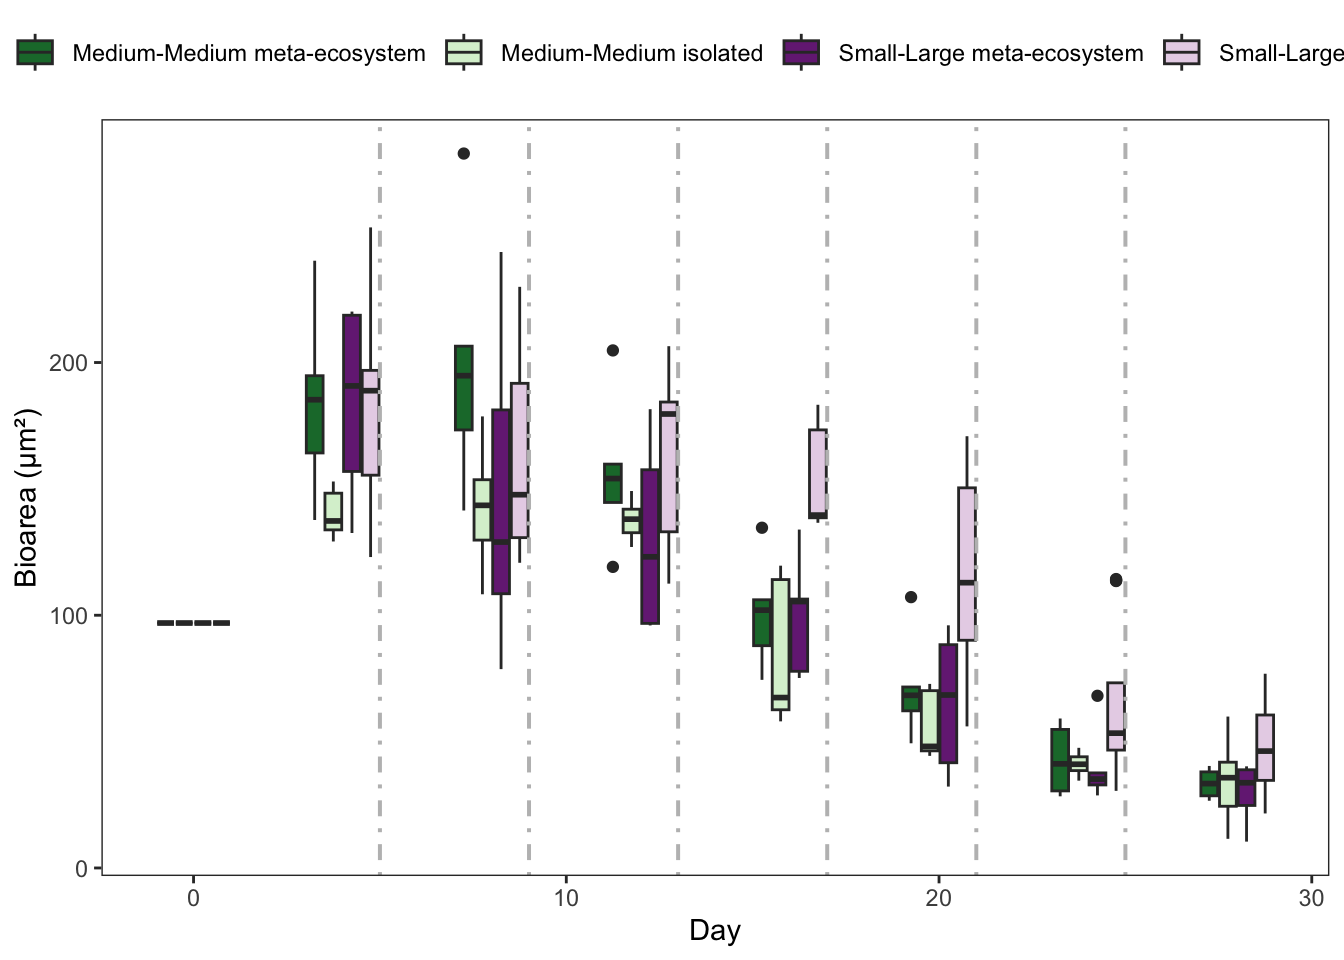 Medium-Medium meta-ecosystem Medium-Medium isolated Small-Large meta-ecosystem Small-Large
200
100
0
Bioarea (μm²)
0 10 20 30
Day